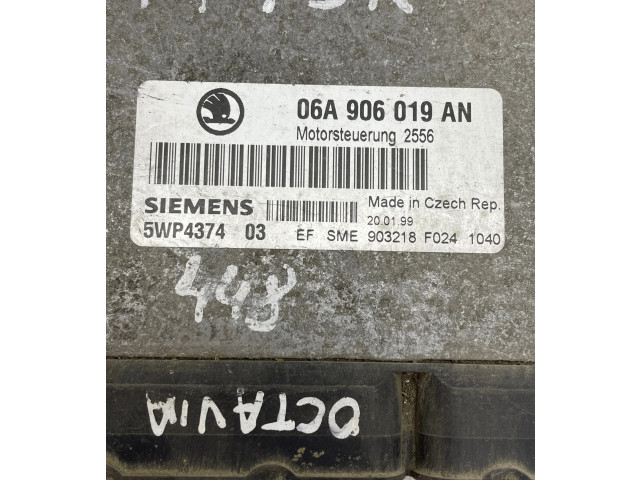 06A 906 019 AN
Motorsteuerung 2556
SIEMENS
Made in Czech Rep.
20.01.99
5WP4374 03 EF SME 903218 F024 1040
448
OCTAVIA